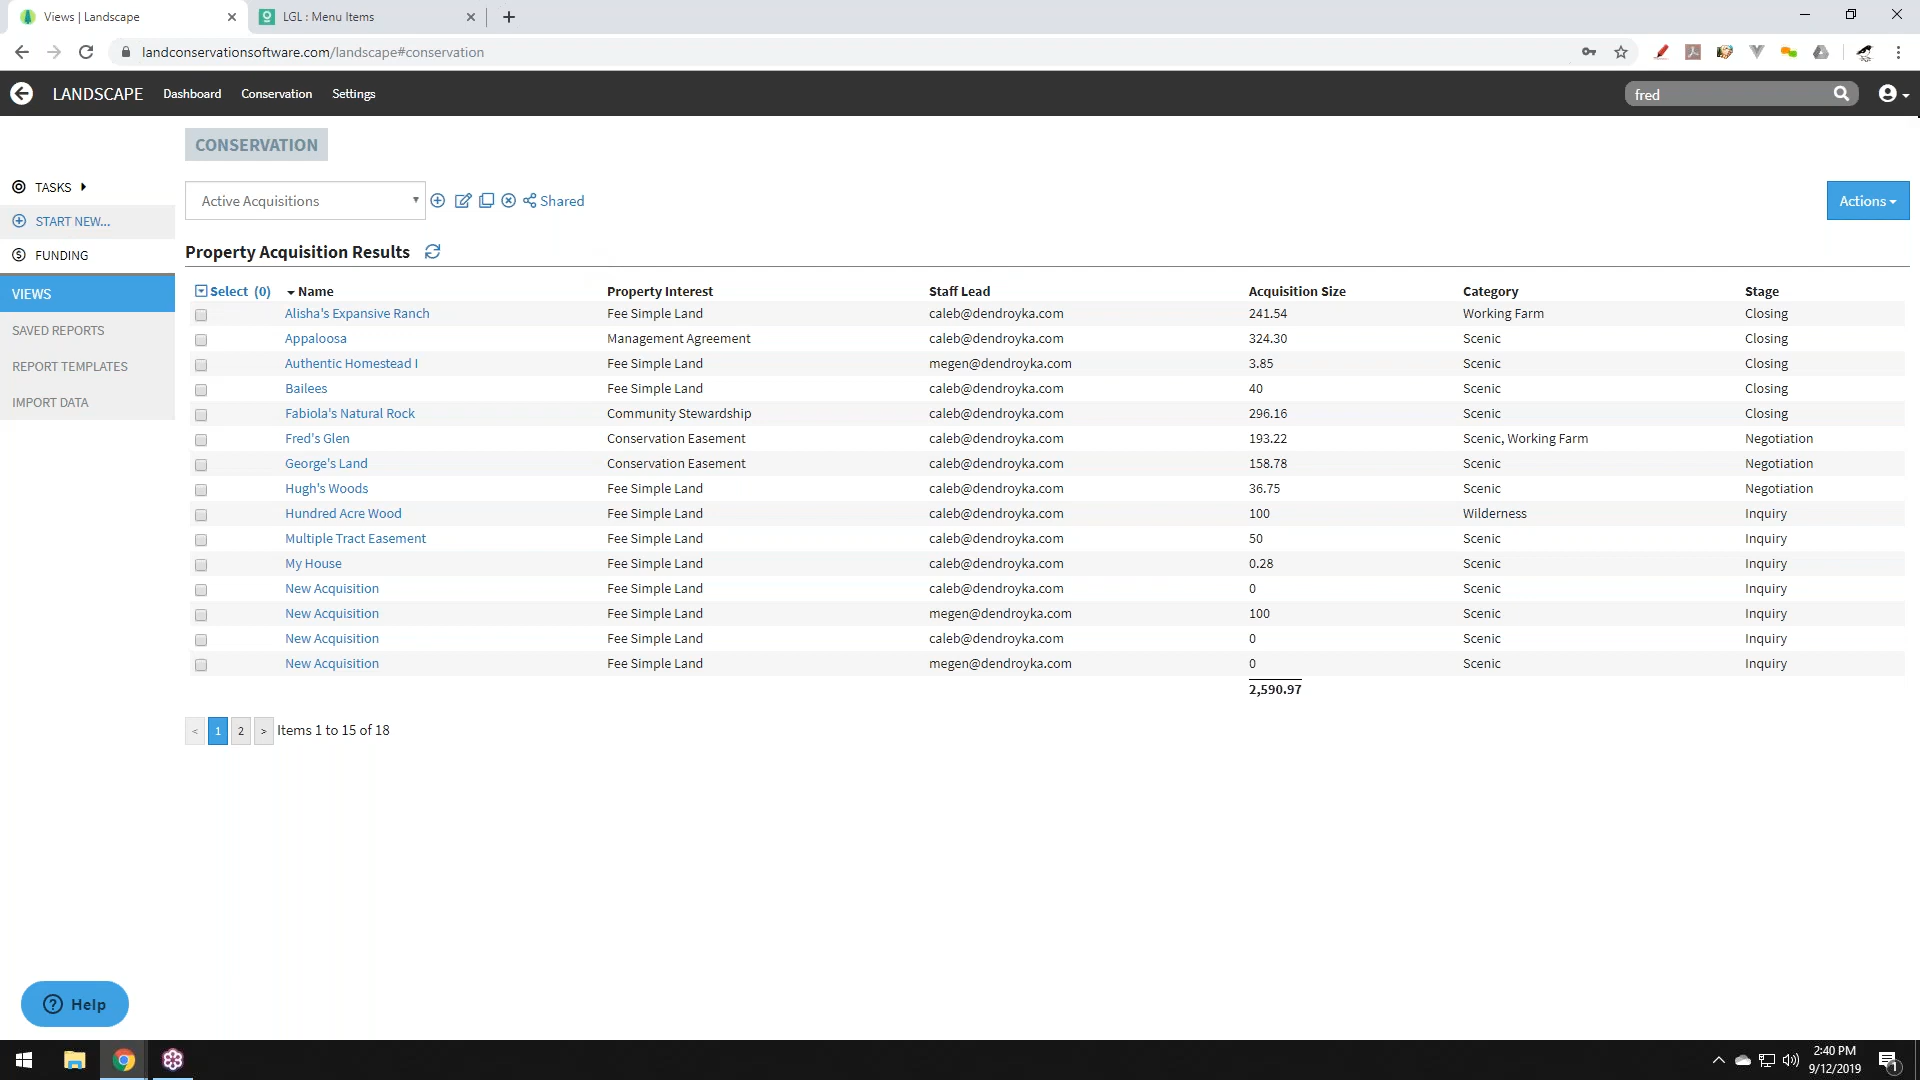 Views | Landscape
LGL : Menu Items
landconservationsoftware.com/landscape#conservation
LANDSCAPE Dashboard Conservation Settings
fred
CONSERVATION
TASKS
START NEW...
FUNDING
VIEWS
SAVED REPORTS
REPORT TEMPLATES
IMPORT DATA
Active Acquisitions
Shared
Actions
Property Acquisition Results
Select (0) Name Property Interest Staff Lead Acquisition Size Category Stage
Alisha's Expansive Ranch Fee Simple Land caleb@dendroyka.com 241.54 Working Farm Closing
Appaloosa Management Agreement caleb@dendroyka.com 324.30 Scenic Closing
Authentic Homestead I Fee Simple Land megen@dendroyka.com 3.85 Scenic Closing
Bailees Fee Simple Land caleb@dendroyka.com 40 Scenic Closing
Fabiola's Natural Rock Community Stewardship caleb@dendroyka.com 296.16 Scenic Closing
Fred's Glen Conservation Easement caleb@dendroyka.com 193.22 Scenic, Working Farm Negotiation
George's Land Conservation Easement caleb@dendroyka.com 158.78 Scenic Negotiation
Hugh's Woods Fee Simple Land caleb@dendroyka.com 36.75 Scenic Negotiation
Hundred Acre Wood Fee Simple Land caleb@dendroyka.com 100 Wilderness Inquiry
Multiple Tract Easement Fee Simple Land caleb@dendroyka.com 50 Scenic Inquiry
My House Fee Simple Land caleb@dendroyka.com 0.28 Scenic Inquiry
New Acquisition Fee Simple Land caleb@dendroyka.com 0 Scenic Inquiry
New Acquisition Fee Simple Land megen@dendroyka.com 100 Scenic Inquiry
New Acquisition Fee Simple Land caleb@dendroyka.com 0 Scenic Inquiry
New Acquisition Fee Simple Land megen@dendroyka.com 0 Scenic Inquiry
2,590.97
< 1 2 > Items 1 to 15 of 18
Help
2:40 PM
9/12/2019
1